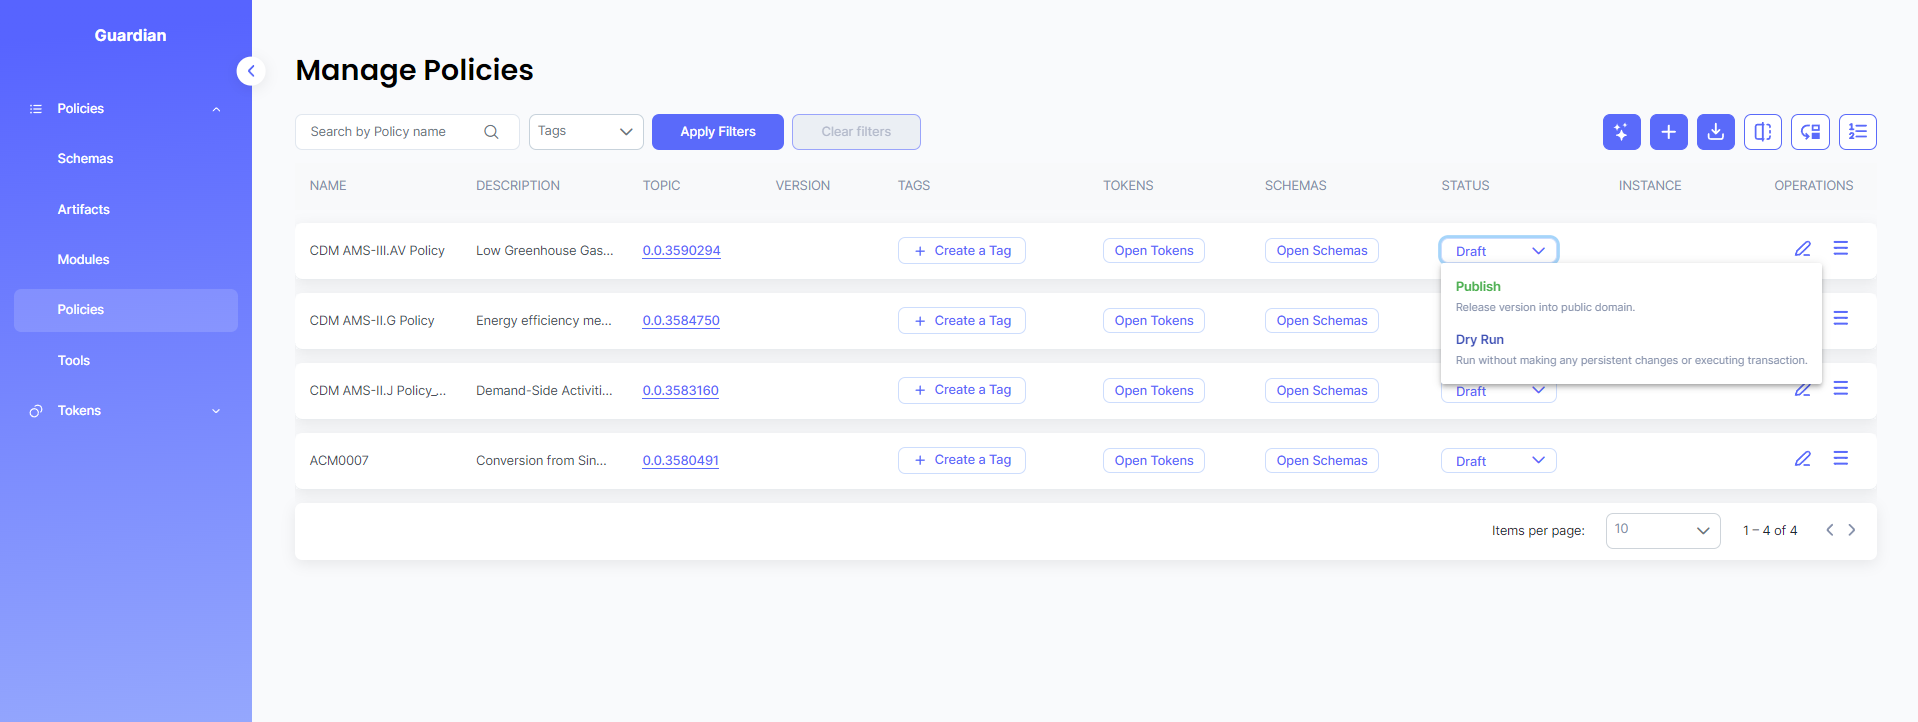 Guardian
Policies
Schemas
Artifacts
Modules
Policies
Tools
Tokens
Manage Policies
Search by Policy name Tags Apply Filters Clear filters
NAME DESCRIPTION TOPIC VERSION TAGS TOKENS SCHEMAS STATUS INSTANCE OPERATIONS
CDM AMS-III.AV Policy Low Greenhouse Gas... 0.0.3590294 + Create a Tag Open Tokens Open Schemas Draft
Publish
Release version into public domain.
Dry Run
Run without making any persistent changes or executing transaction.
CDM AMS-II.G Policy Energy efficiency me... 0.0.3584750 + Create a Tag Open Tokens Open Schemas
CDM AMS-II.J Policy_... Demand-Side Activiti... 0.0.3583160 + Create a Tag Open Tokens Open Schemas Draft
ACM0007 Conversion from Sin... 0.0.3580491 + Create a Tag Open Tokens Open Schemas Draft
Items per page: 10 1 – 4 of 4